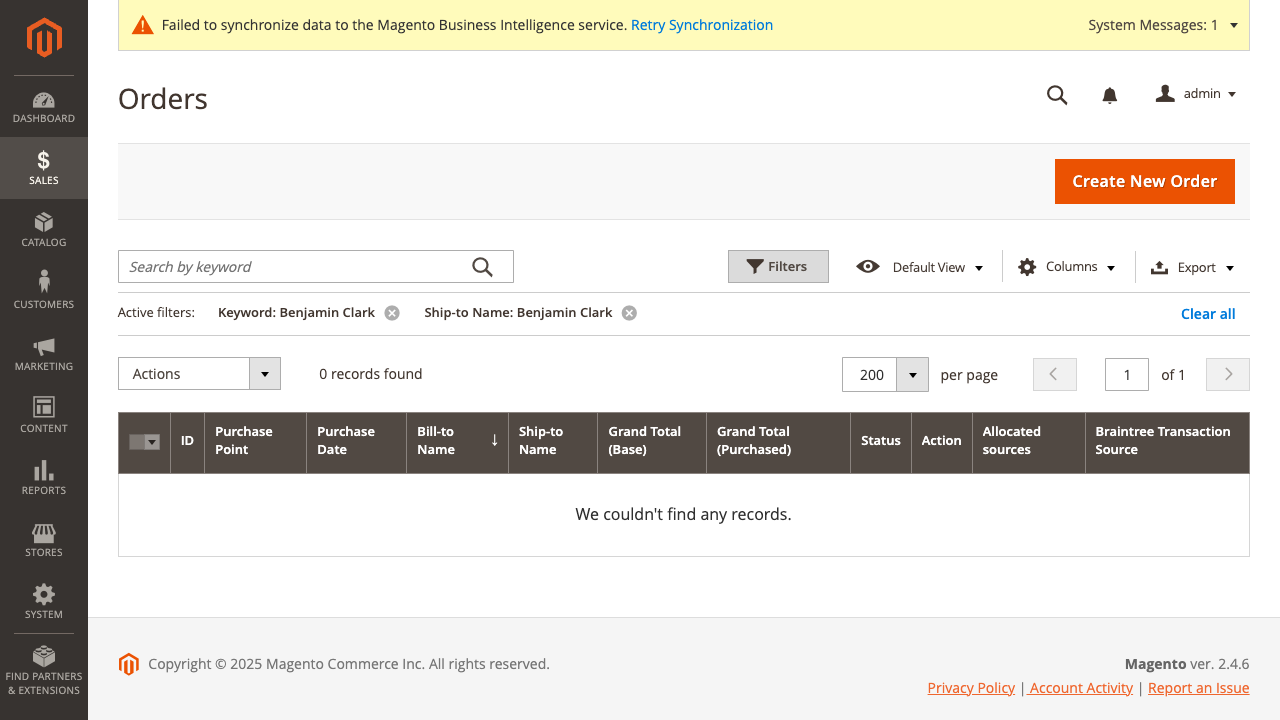 Failed to synchronize data to the Magento Business Intelligence service. Retry Synchronization
System Messages: 1
DASHBOARD
SALES
CATALOG
CUSTOMERS
MARKETING
CONTENT
REPORTS
STORES
SYSTEM
FIND PARTNERS
& EXTENSIONS
Orders
admin
Create New Order
Search by keyword
Filters
Default View
Columns
Export
Active filters: Keyword: Benjamin Clark Ship-to Name: Benjamin Clark Clear all
Actions
0 records found
200 per page
1 of 1
ID
Purchase
Point
Purchase
Date
Bill-to
Name
Ship-to
Name
Grand Total
(Base)
Grand Total
(Purchased)
Status
Action
Allocated
sources
Braintree Transaction
Source
We couldn't find any records.
Copyright © 2025 Magento Commerce Inc. All rights reserved.
Magento ver. 2.4.6
Privacy Policy | Account Activity | Report an Issue